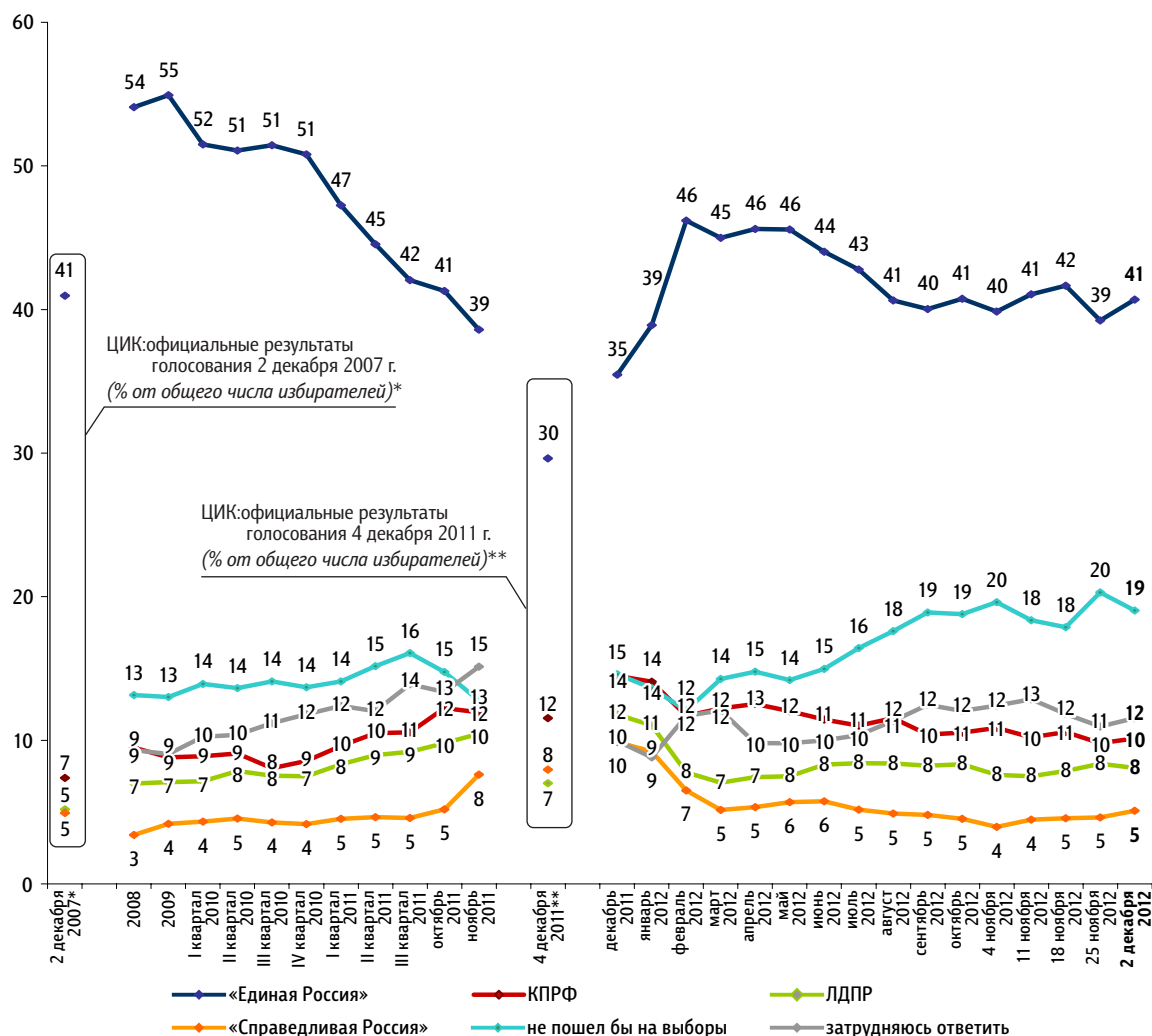 60
50
40
30
20
10
0
54 55 52 51 51 51 47 45 42 41 39
35 39 46 45 46 46 44 43 41 40 41 40 41 42 39 41
41
ЦИК:официальные результаты
голосования 2 декабря 2007 г.
(% от общего числа избирателей)*
30
ЦИК:официальные результаты
голосования 4 декабря 2011 г.
(% от общего числа избирателей)**
7
5
5
12
8
7
13 13 14 14 14 14 14 15 16 15 13
9 9 10 10 11 12 12 12 14 13 15
9 9 9 9 8 9 10 10 11 12 12
7 7 7 8 8 7 8 9 9 10 10
3 4 4 5 4 4 5 5 5 5 8
15 14 12 14 15 14 15 16 18 19 19 20 18 18 20 19
14 14 12 12 13 12 11 11 11 10 11 11 10 11 10 10
10 9 12 12 10 10 10 10 11 12 12 12 13 12 11 12
12 11 8 7 7 8 8 8 8 8 8 8 8 8 8 8
10 9 7 5 5 6 6 5 5 5 5 4 4 5 5 5
2 декабря
2007*
2008
2009
I квартал
2010
II квартал
2010
III квартал
2010
IV квартал
2010
I квартал
2011
II квартал
2011
III квартал
2011
октябрь
2011
ноябрь
2011
4 декабря
2011**
декабрь
2011
январь
2012
февраль
2012
март
2012
апрель
2012
май
2012
июнь
2012
июль
2012
август
2012
сентябрь
2012
октябрь
2012
4 ноября
2012
11 ноября
2012
18 ноября
2012
25 ноября
2012
2 декабря
2012
«Единая Россия» КПРФ ЛДПР
«Справедливая Россия» не пошел бы на выборы затрудняюсь ответить